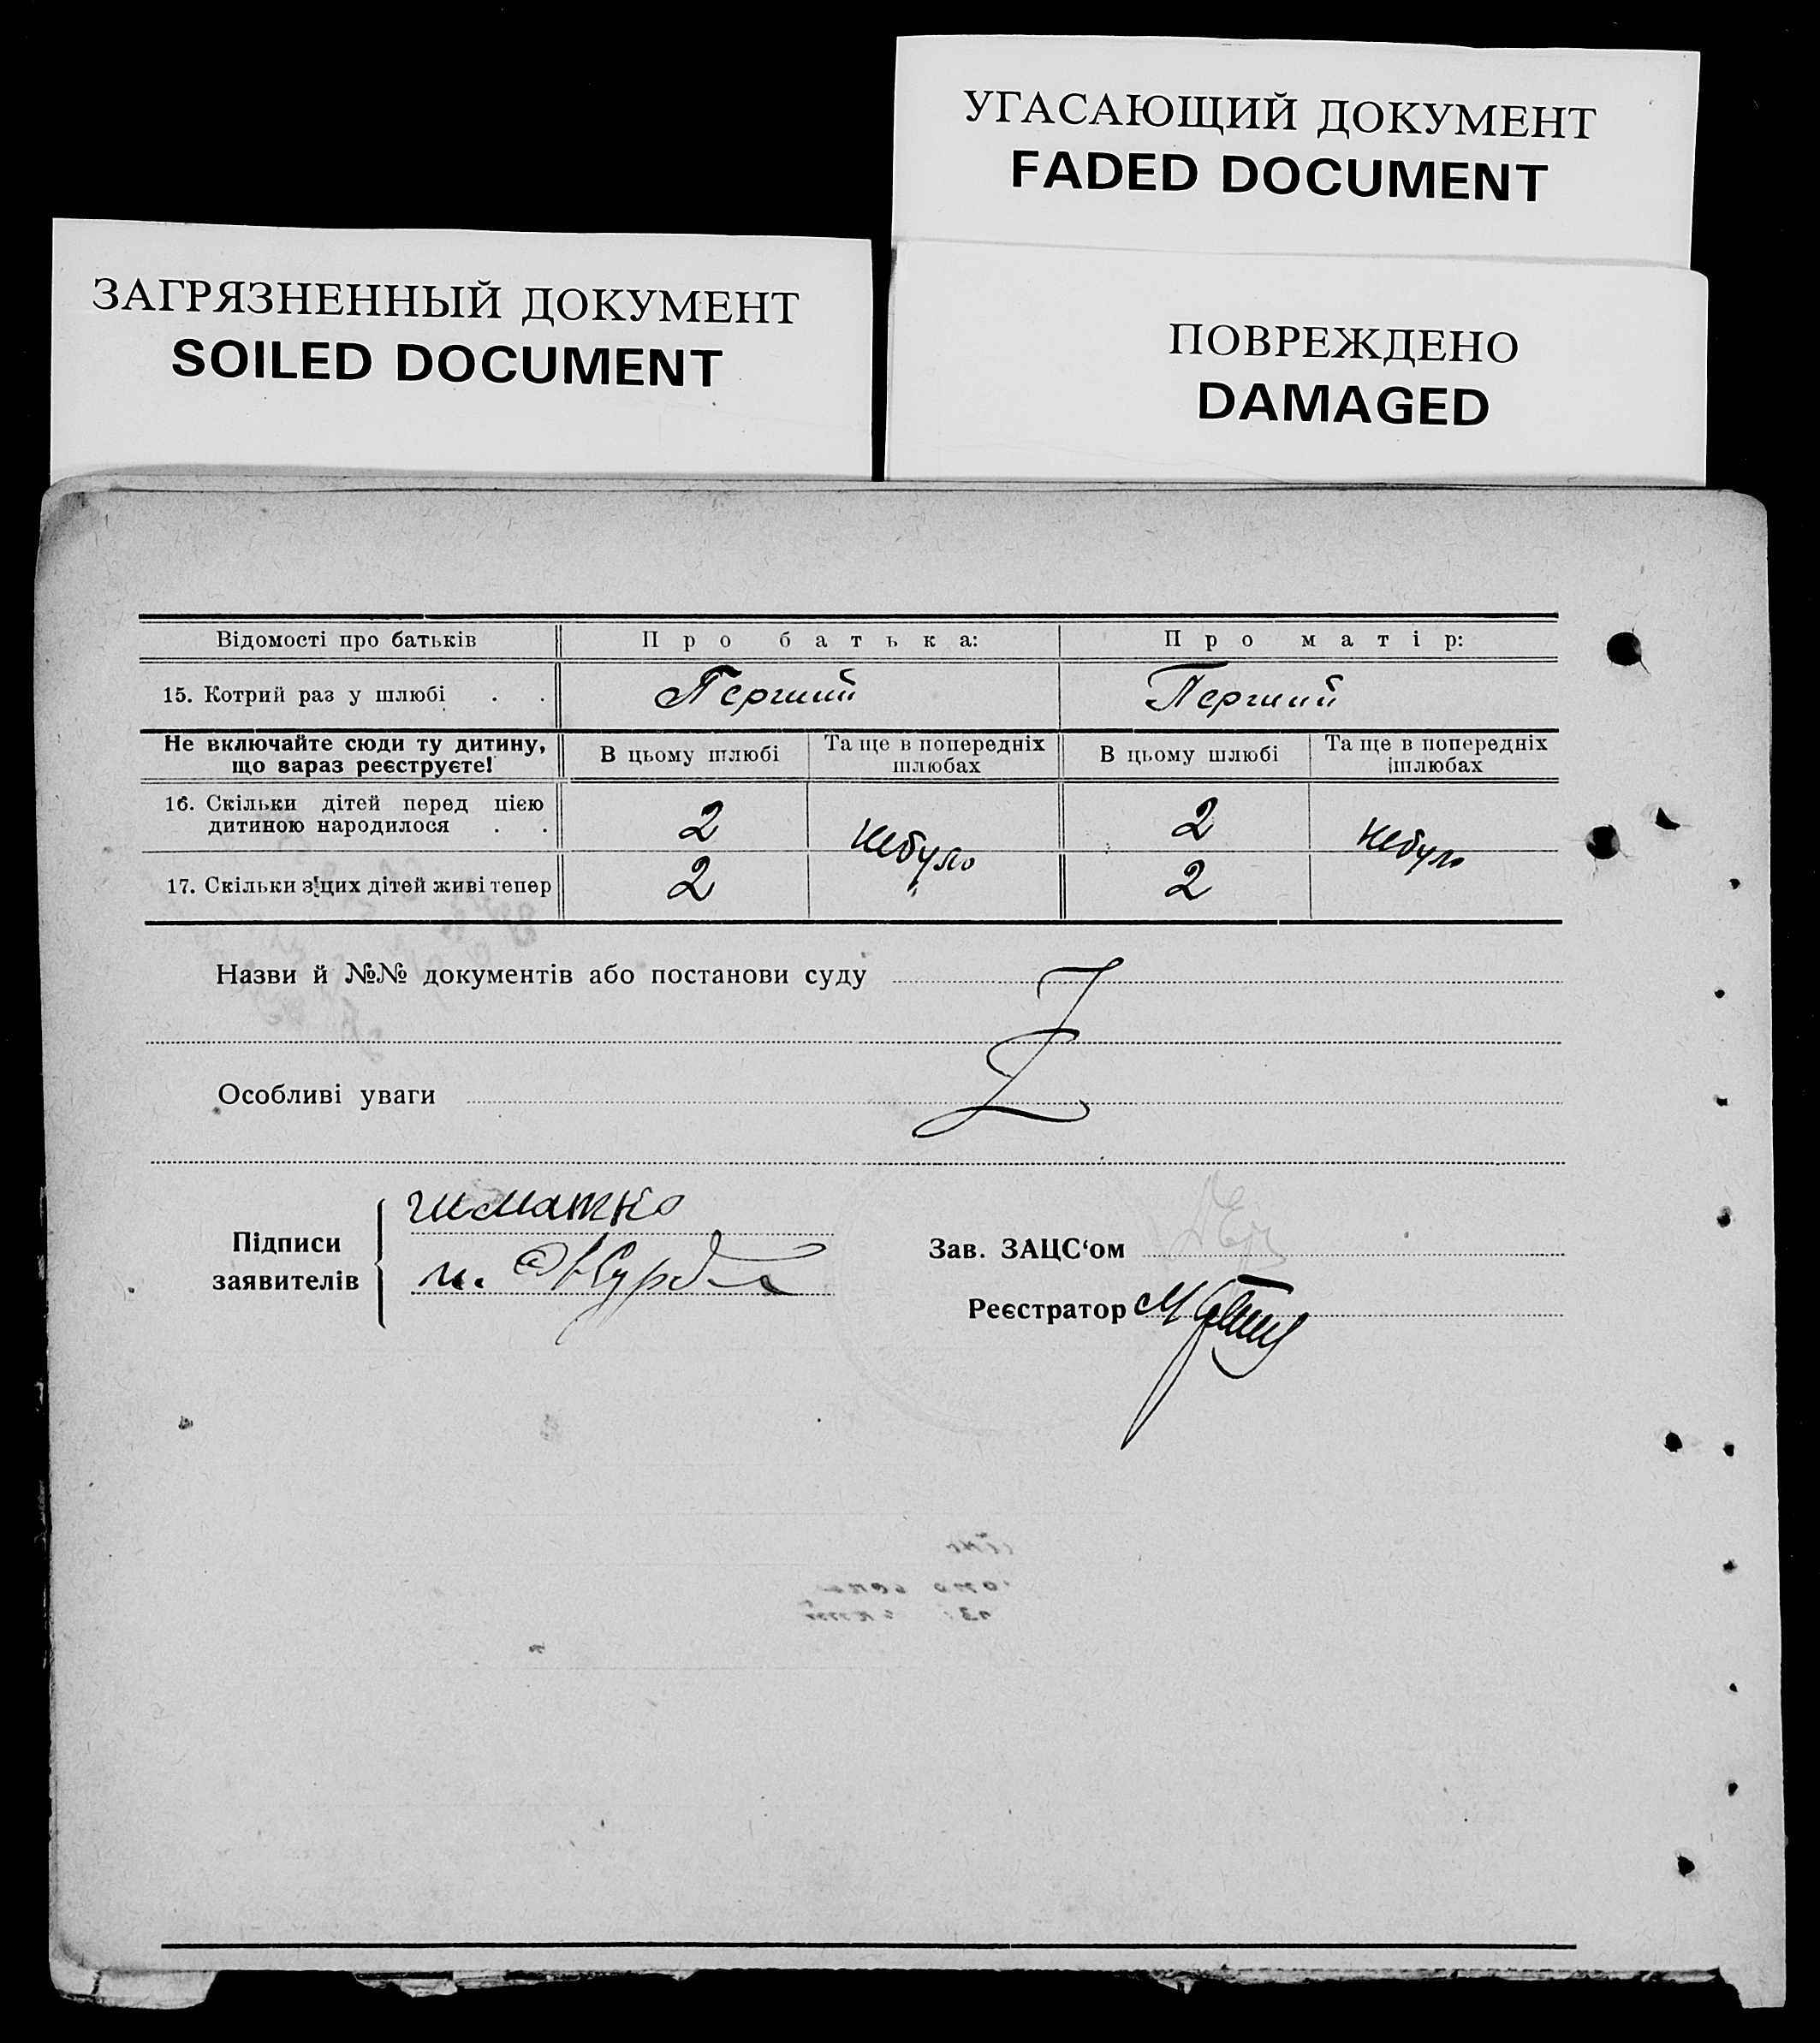 УГАСАЮЩИЙ ДОКУМЕНТ
FADED DOCUMENT
ЗАГРЯЗНЕННЫЙ ДОКУМЕНТ
SOILED DOCUMENT
ПОВРЕЖДЕНО
DAMAGED
Відомості про батьків Про батька: Про матір:
15. Котрий раз у шлюбі . . Перший Перший
Не включайте сюди ту дитину, що зараз реєструєте! В цьому шлюбі Та ще в попередніх шлюбах В цьому шлюбі Та ще в попередніх шлюбах
16. Скільки дітей перед цією дитиною народилося . . 2 небуло 2 небуло
17. Скільки з цих дітей живі тепер 2 2
Назви й №№ документів або постанови суду
Особливі уваги
Підписи
заявителів
Зав. ЗАЦС‘ом
Реєстратор